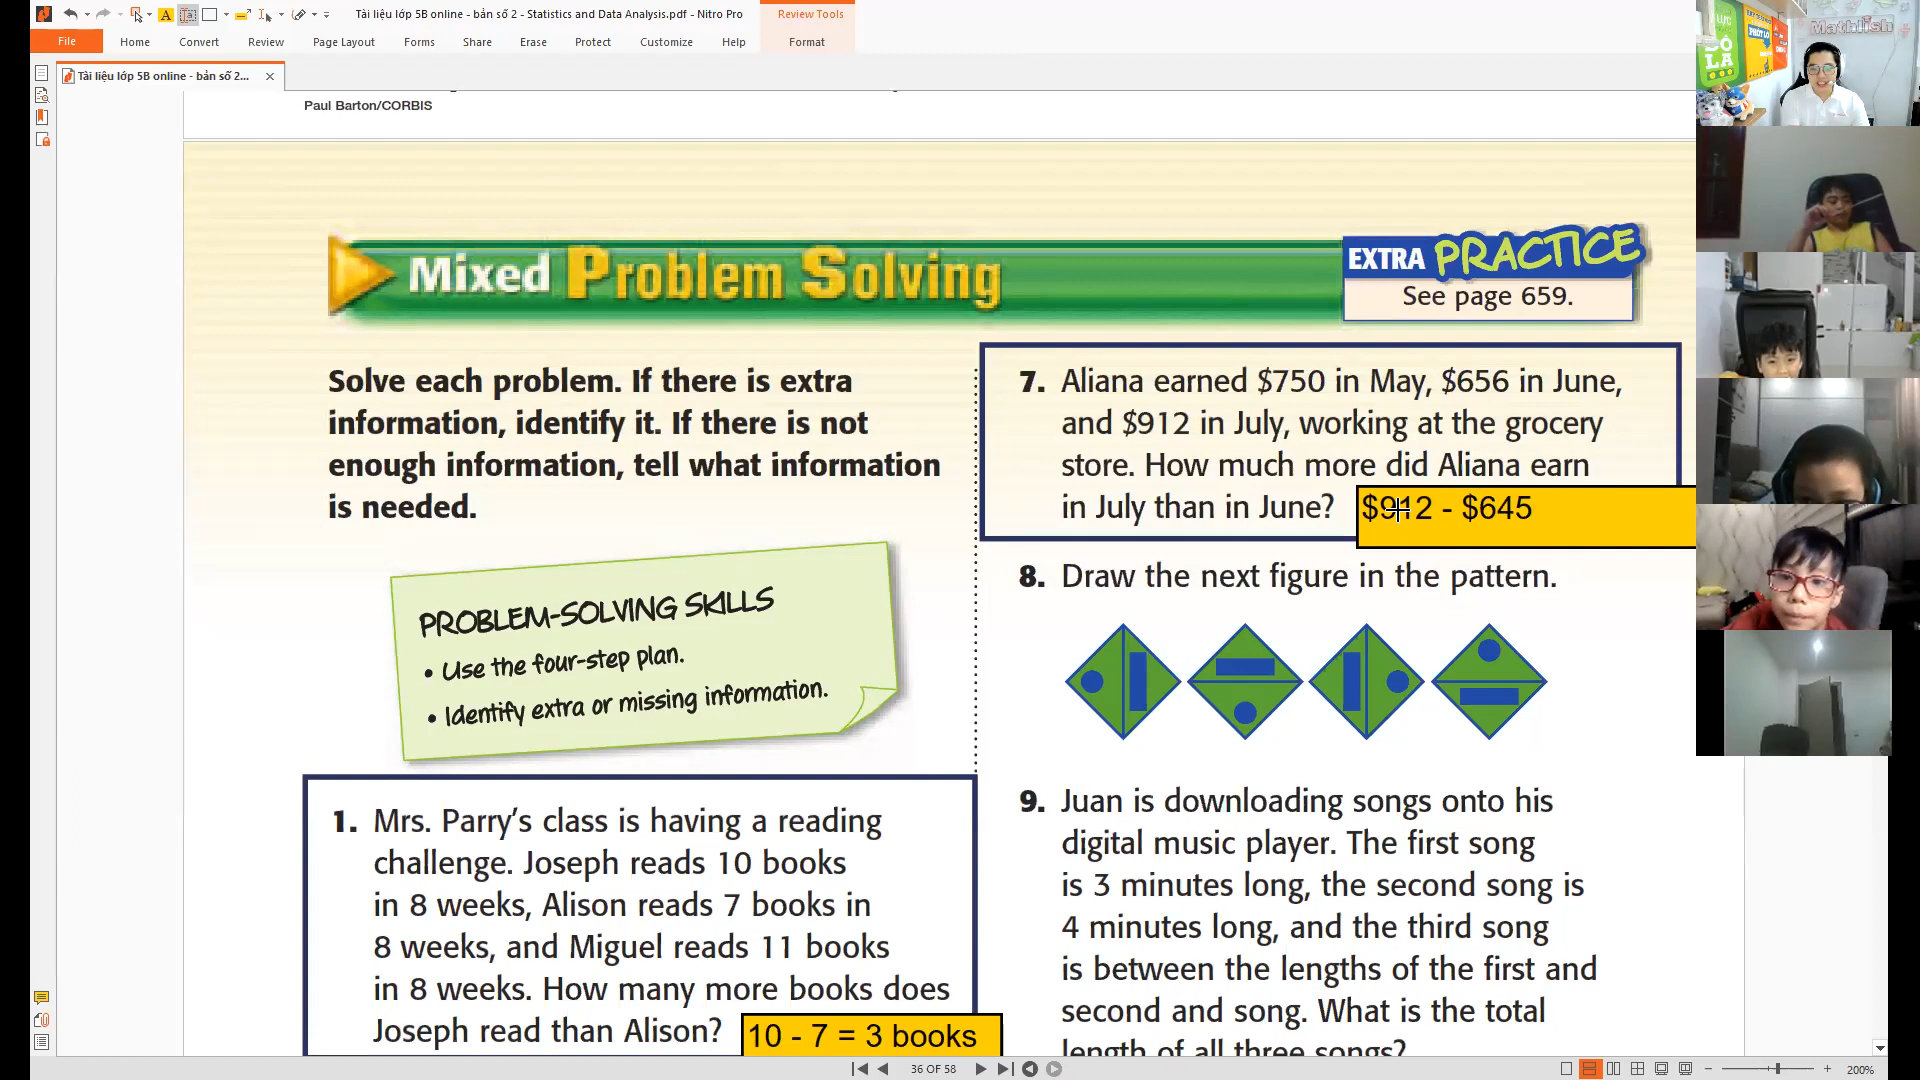 Tài liệu lớp 5B online - bản số 2 - Statistics and Data Analysis.pdf - Nitro Pro
Review Tools
File
Home
Convert
Review
Page Layout
Forms
Share
Erase
Protect
Customize
Help
Format
Tài liệu lớp 5B online - bản số 2...
Paul Barton/CORBIS
Mixed Problem Solving
EXTRA PRACTICE
See page 659.
Solve each problem. If there is extra
information, identify it. If there is not
enough information, tell what information
is needed.
PROBLEM-SOLVING SKILLS
• Use the four-step plan.
• Identify extra or missing information.
1. Mrs. Parry's class is having a reading
challenge. Joseph reads 10 books
in 8 weeks, Alison reads 7 books in
8 weeks, and Miguel reads 11 books
in 8 weeks. How many more books does
Joseph read than Alison?
10 - 7 = 3 books
7. Aliana earned $750 in May, $656 in June,
and $912 in July, working at the grocery
store. How much more did Aliana earn
in July than in June?
$912 - $645
8. Draw the next figure in the pattern.
9. Juan is downloading songs onto his
digital music player. The first song
is 3 minutes long, the second song is
4 minutes long, and the third song
is between the lengths of the first and
second and song. What is the total
length of all three songs?
Mathlish
36 OF 58
200%